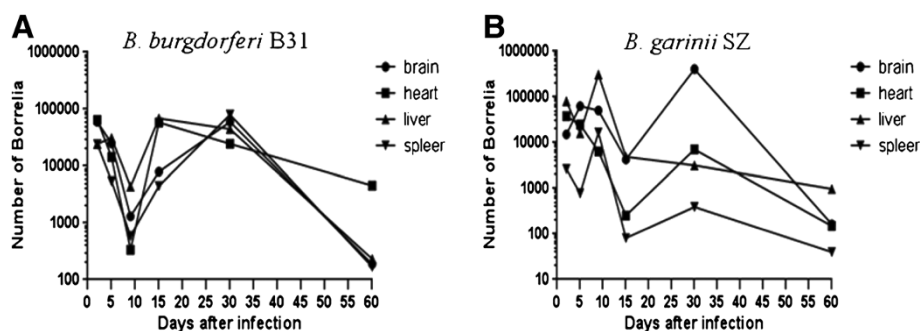 A
B. burgdorferi B31
1000000
100000
10000
1000
100
Number of Borrelia
0 5 10 15 20 25 30 35 40 45 50 55 60
Days after infection
brain
heart
liver
spleer
B
B. garinii SZ
1000000
100000
10000
1000
100
10
Number of Borrelia
0 5 10 15 20 25 30 35 40 45 50 55 60
Days after infection
brain
heart
liver
spleer